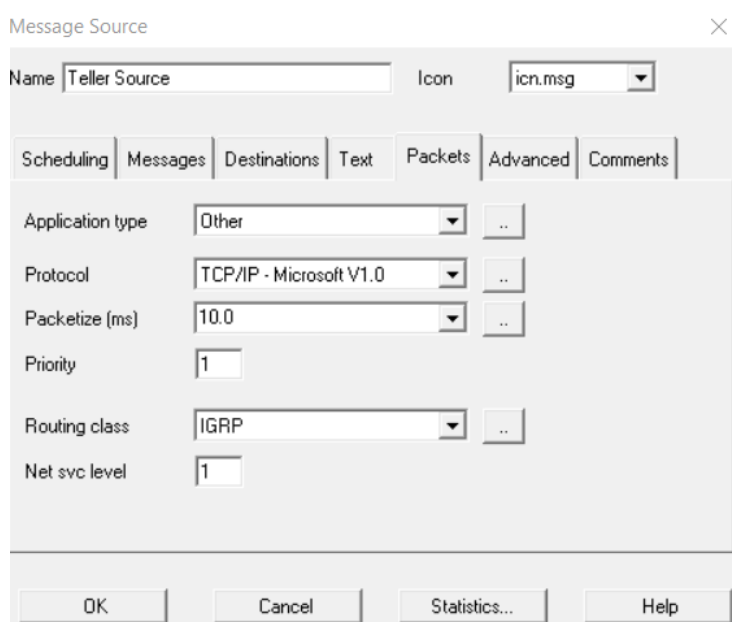 Message Source
Name Teller Source Icon icn.msg
Scheduling Messages Destinations Text Packets Advanced Comments
Application type Other ..
Protocol TCP/IP - Microsoft V1.0 ..
Packetize (ms) 10.0 ..
Priority 1
Routing class IGRP ..
Net svc level 1
OK Cancel Statistics... Help